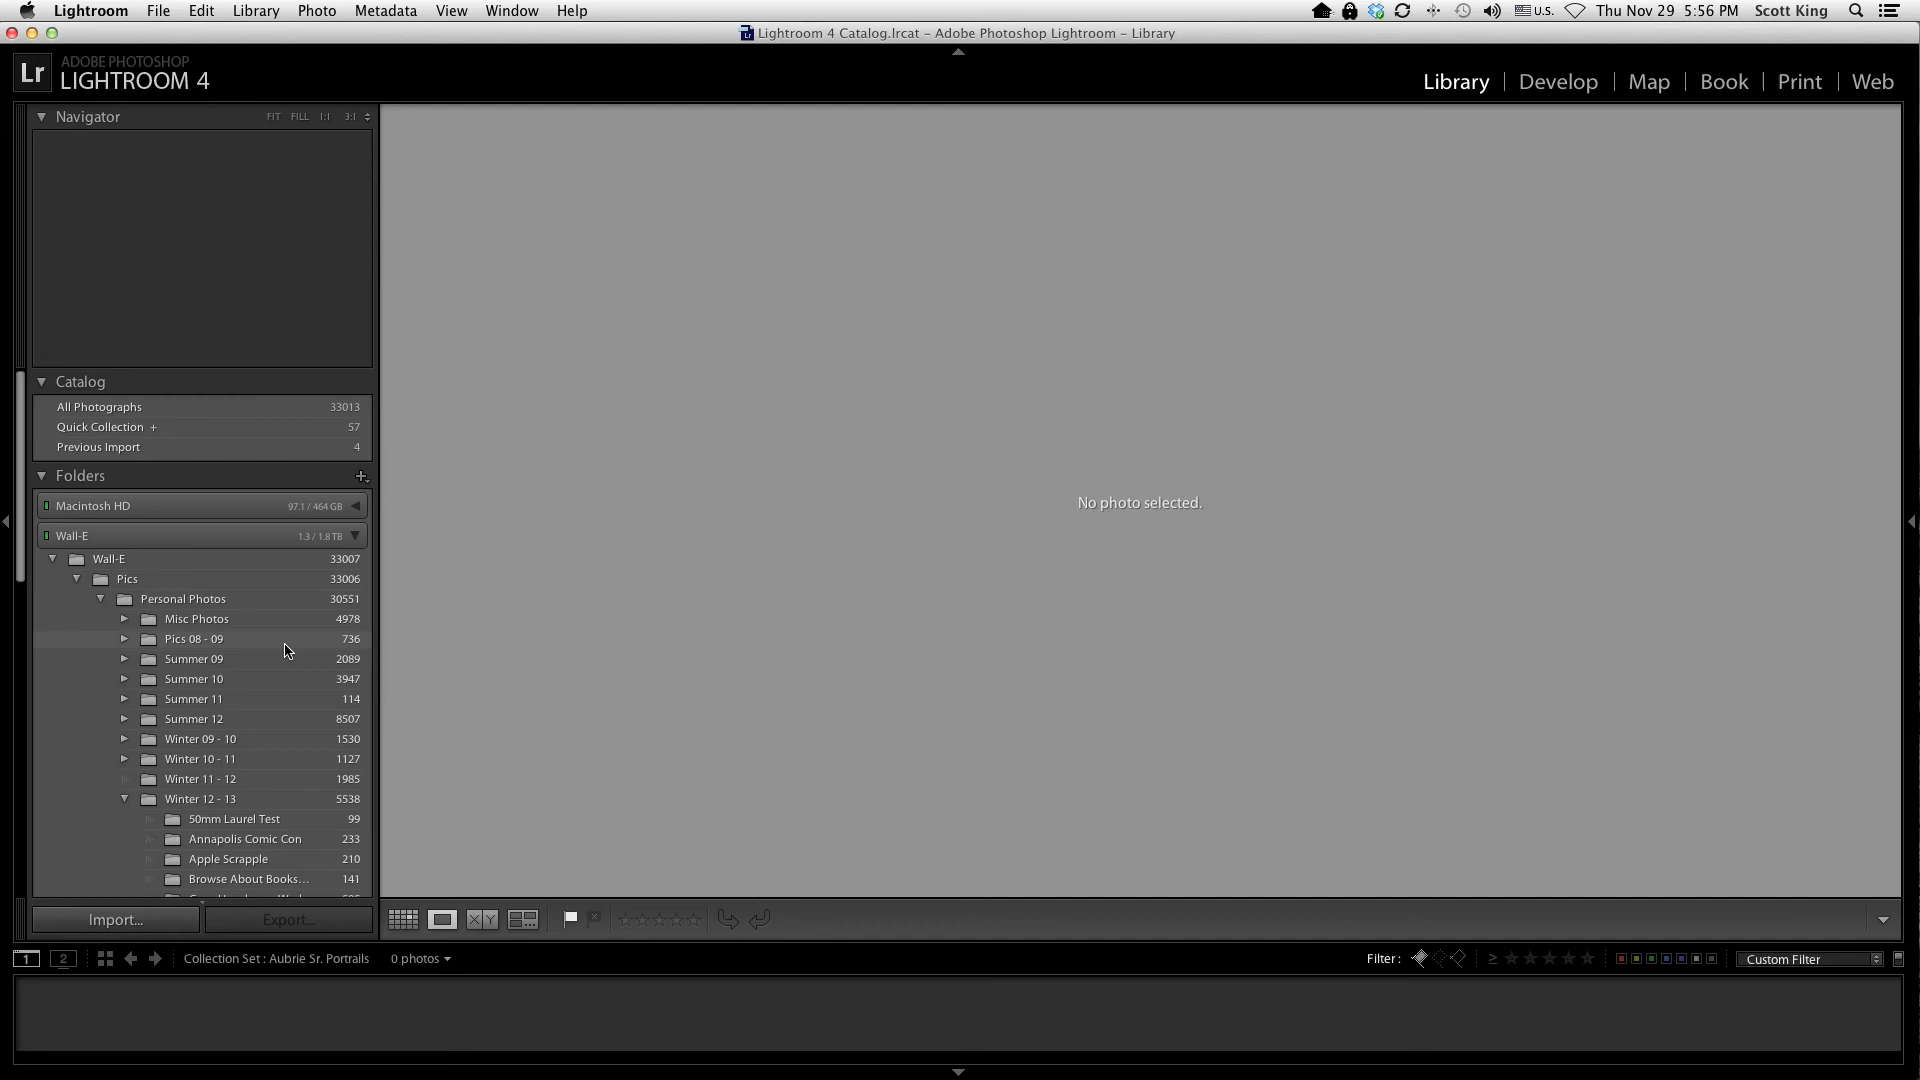 Lightroom File Edit Library Photo Metadata View Window Help U.S. Thu Nov 29 5:56 PM Scott King
Lightroom 4 Catalog.lrcat – Adobe Photoshop Lightroom – Library
Lr ADOBE PHOTOSHOP
LIGHTROOM 4
Library | Develop | Map | Book | Print | Web
Navigator FIT FILL 1:1 3:1
Catalog
All Photographs 33013
Quick Collection + 57
Previous Import 4
Folders
Macintosh HD 97.1 / 464 GB
Wall-E 1.3 / 1.8 TB
Wall-E 33007
Pics 33006
Personal Photos 30551
Misc Photos 4978
Pics 08 - 09 736
Summer 09 2089
Summer 10 3947
Summer 11 114
Summer 12 8507
Winter 09 - 10 1530
Winter 10 - 11 1127
Winter 11 - 12 1985
Winter 12 - 13 5538
50mm Laurel Test 99
Annapolis Comic Con 233
Apple Scrapple 210
Browse About Books... 141
No photo selected.
Import... Export...
X Y
1 2 Collection Set : Aubrie Sr. Portrails 0 photos Filter : ≥ Custom Filter